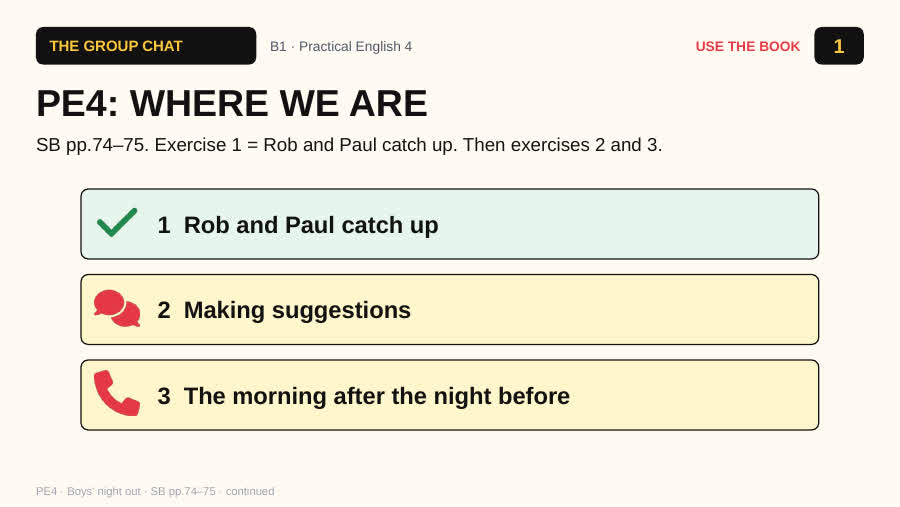 THE GROUP CHAT
B1 · Practical English 4
USE THE BOOK
1
PE4: WHERE WE ARE
SB pp.74–75. Exercise 1 = Rob and Paul catch up. Then exercises 2 and 3.
1 Rob and Paul catch up
2 Making suggestions
3 The morning after the night before
PE4 · Boys' night out · SB pp.74–75 · continued